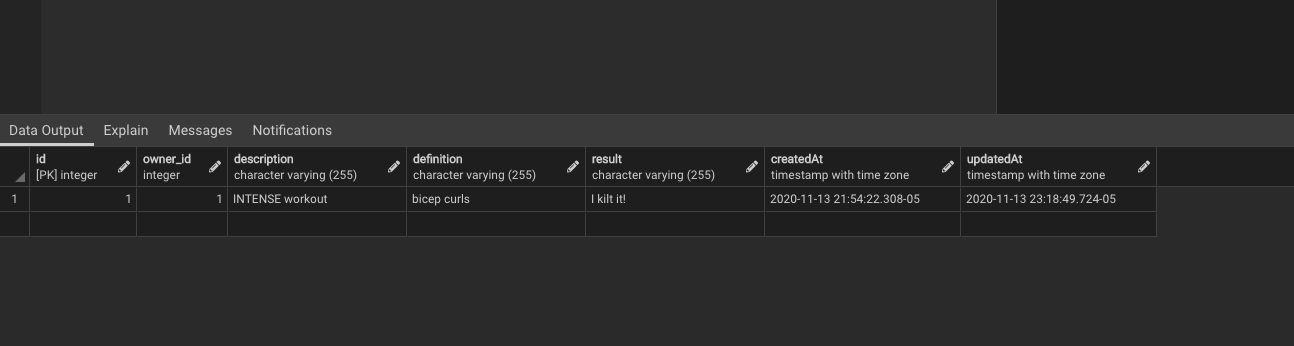 Data Output Explain Messages Notifications
id owner_id description definition result createdAt updatedAt
[PK] integer integer character varying (255) character varying (255) character varying (255) timestamp with time zone timestamp with time zone
1 1 1 INTENSE workout bicep curls I kilt it! 2020-11-13 21:54:22.308-05 2020-11-13 23:18:49.724-05